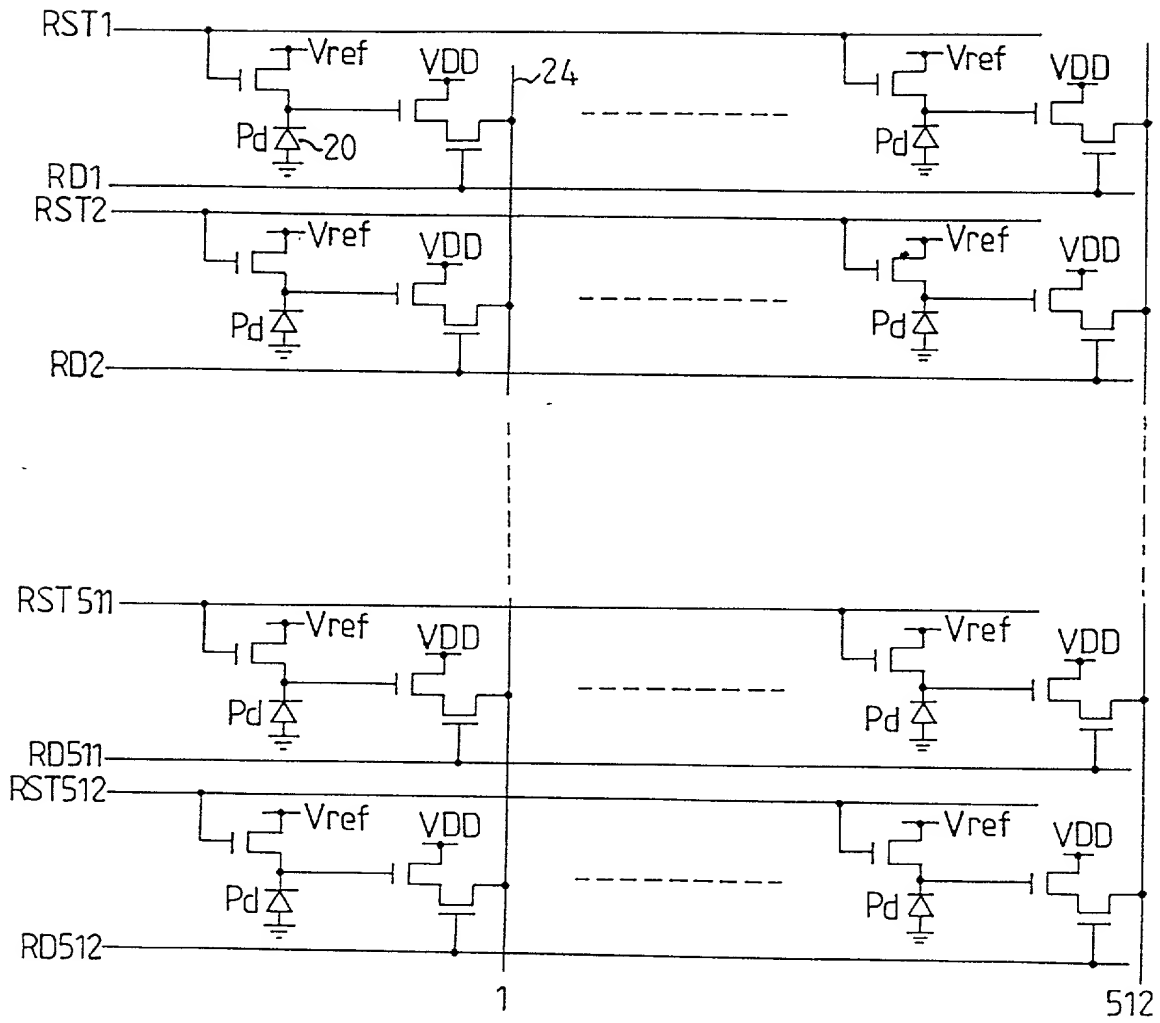 RST1
Vref
VDD
24
Vref
VDD
Pd
20
Pd
RD1
RST2
Vref
VDD
Vref
VDD
Pd
Pd
RD2
RST511
Vref
VDD
Vref
VDD
Pd
Pd
RD511
RST512
Vref
VDD
Vref
VDD
Pd
Pd
RD512
1
512